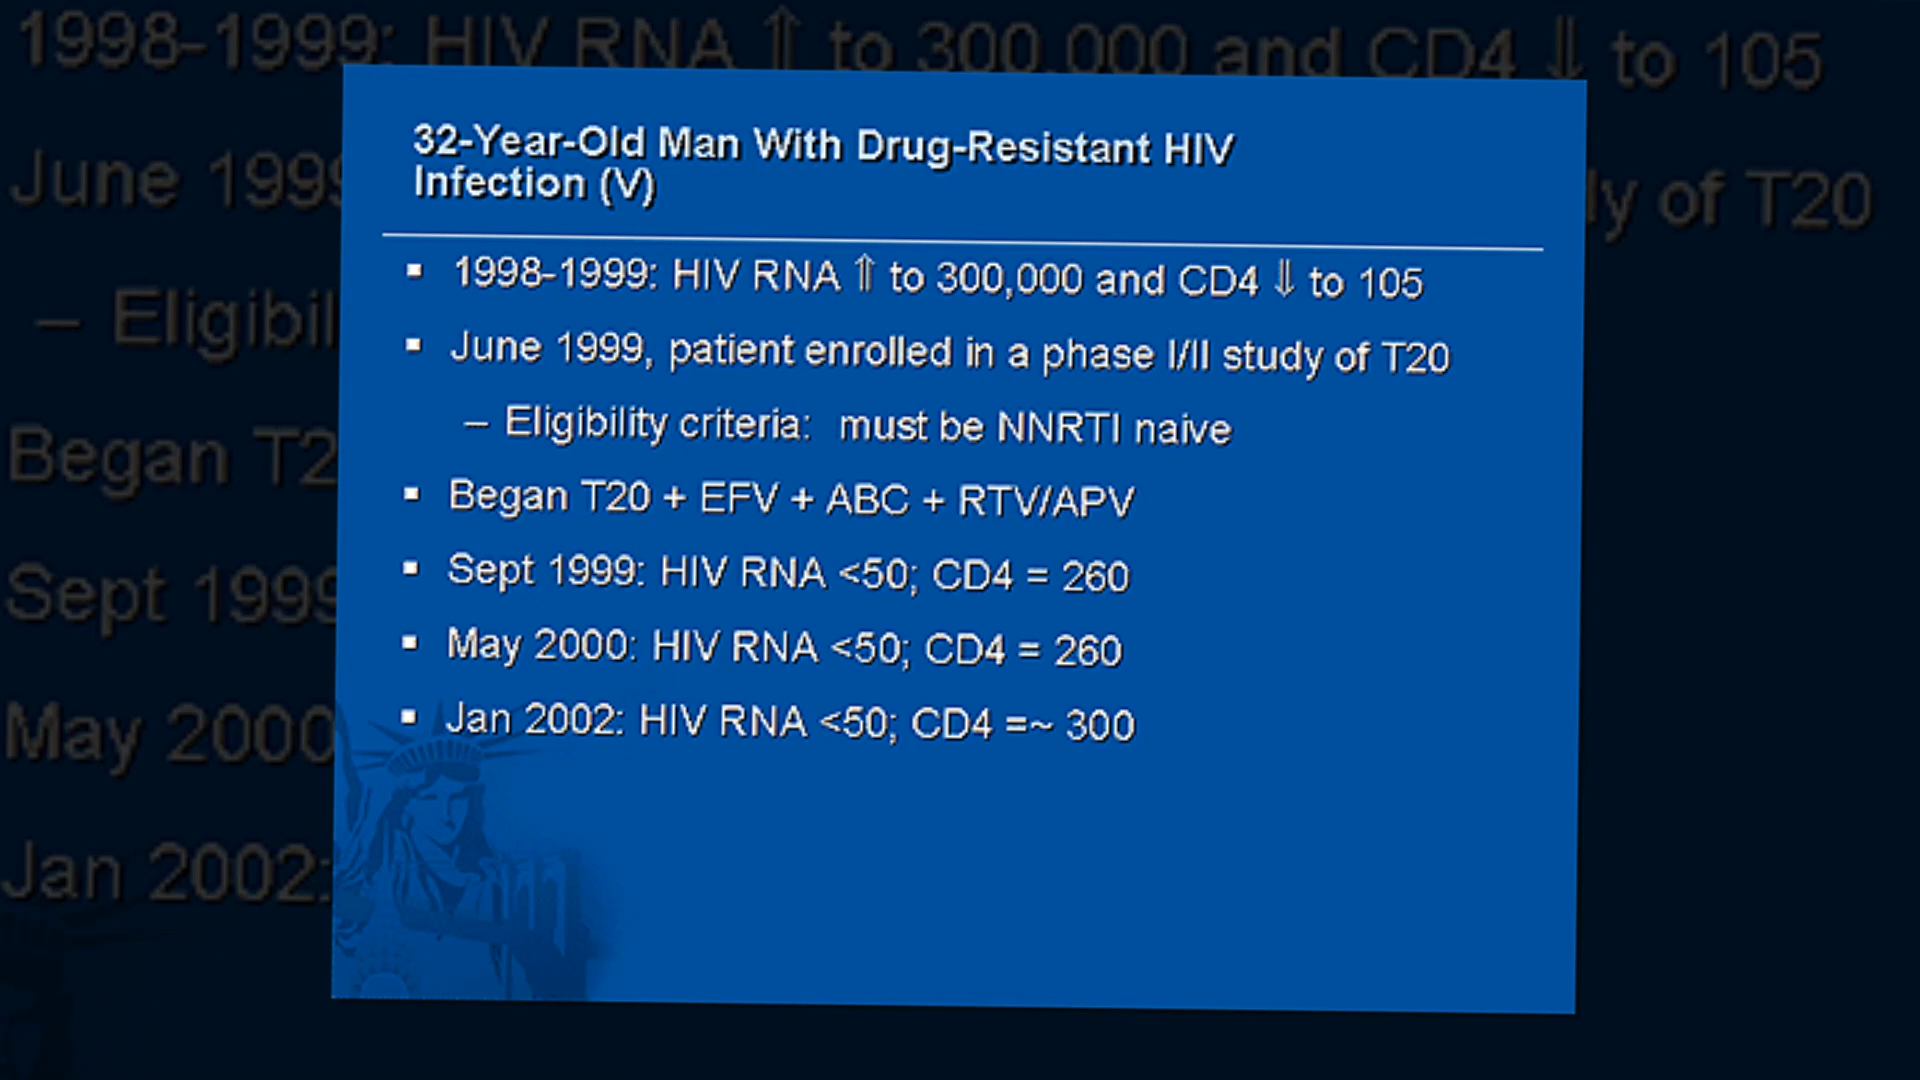 32-Year-Old Man With Drug-Resistant HIV
Infection (V)
▪ 1998-1999: HIV RNA ⇑ to 300,000 and CD4 ⇓ to 105
▪ June 1999, patient enrolled in a phase I/II study of T20
– Eligibility criteria: must be NNRTI naive
▪ Began T20 + EFV + ABC + RTV/APV
▪ Sept 1999: HIV RNA <50; CD4 = 260
▪ May 2000: HIV RNA <50; CD4 = 260
▪ Jan 2002: HIV RNA <50; CD4 =~ 300